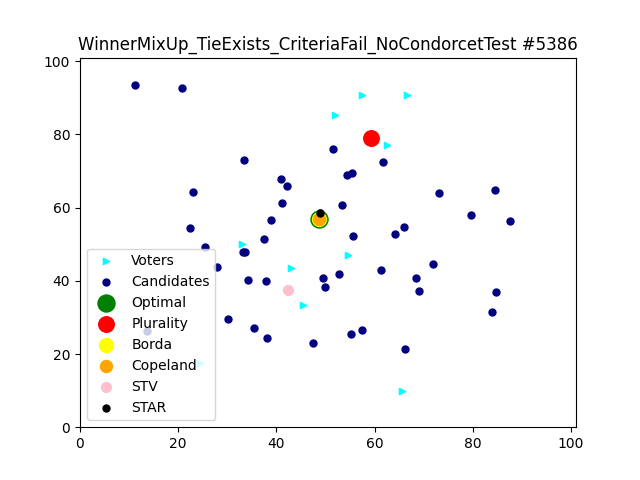 WinnerMixUp_TieExists_CriteriaFail_NoCondorcetTest #5386
100
80
60
40
20
0
Voters
Candidates
Optimal
Plurality
Borda
Copeland
STV
STAR
0 20 40 60 80 100